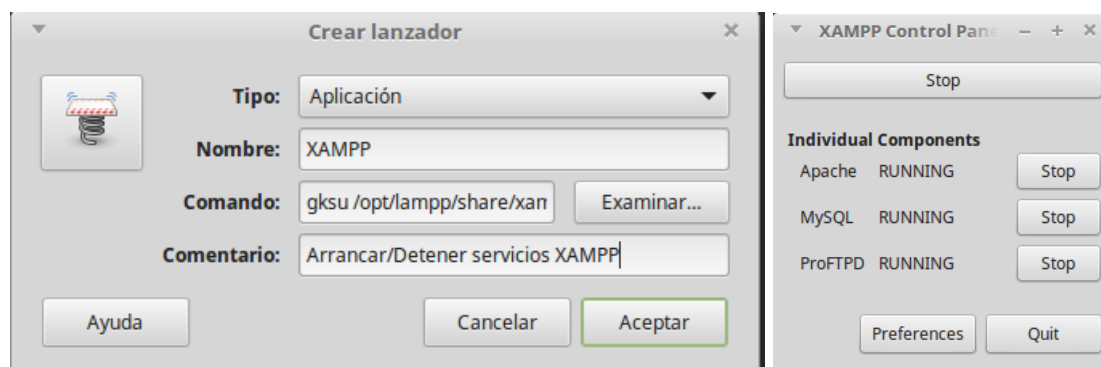 Crear lanzador
Tipo: Aplicación
Nombre: XAMPP
Comando: gksu /opt/lampp/share/xam Examinar...
Comentario: Arrancar/Detener servicios XAMPP
Ayuda Cancelar Aceptar
XAMPP Control Pane
Stop
Individual Components
Apache RUNNING Stop
MySQL RUNNING Stop
ProFTPD RUNNING Stop
Preferences Quit